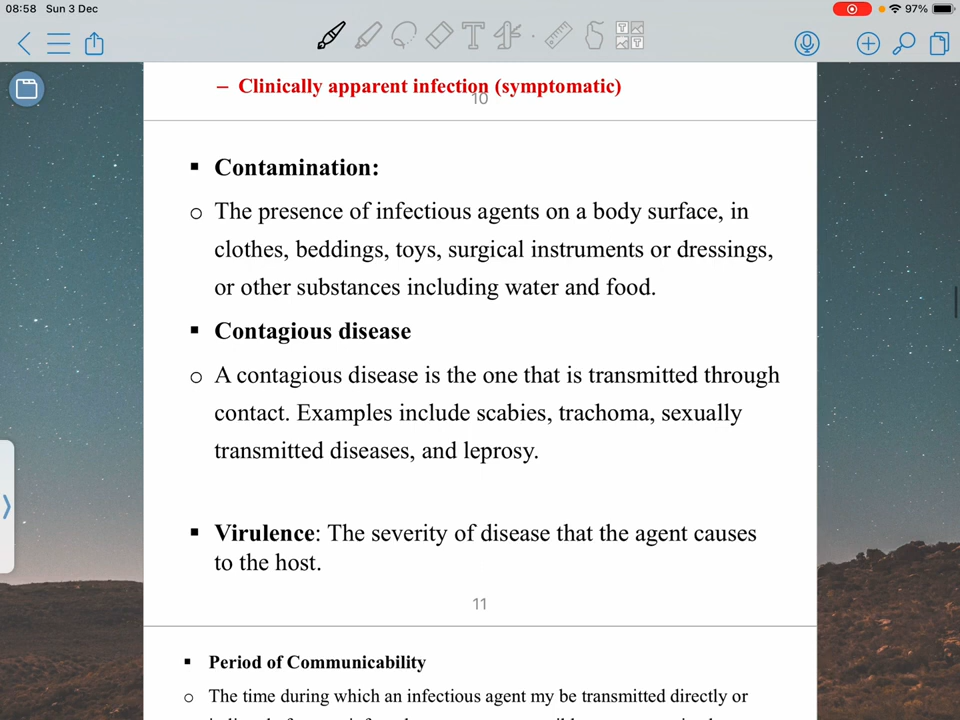 08:58 Sun 3 Dec
97%
– Clinically apparent infection (symptomatic)
10
▪ Contamination:
o The presence of infectious agents on a body surface, in
clothes, beddings, toys, surgical instruments or dressings,
or other substances including water and food.
▪ Contagious disease
o A contagious disease is the one that is transmitted through
contact. Examples include scabies, trachoma, sexually
transmitted diseases, and leprosy.
▪ Virulence: The severity of disease that the agent causes
to the host.
11
▪ Period of Communicability
o The time during which an infectious agent my be transmitted directly or